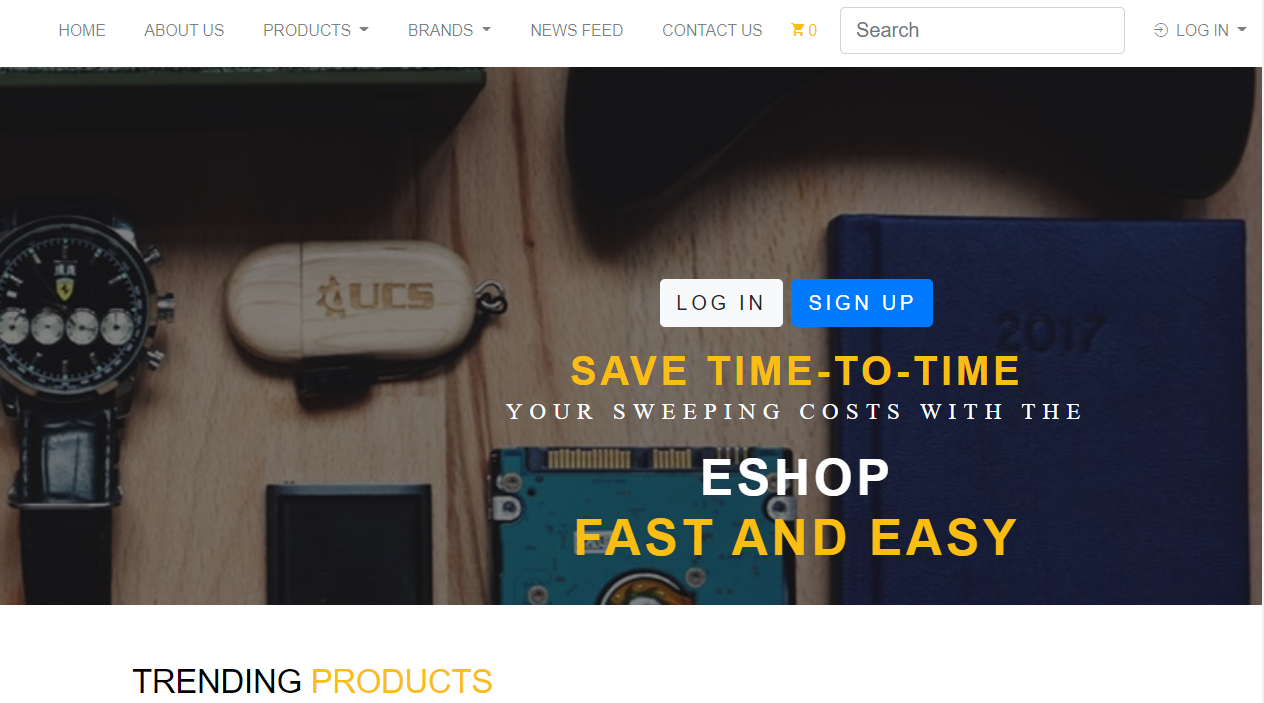 HOME ABOUT US PRODUCTS BRANDS NEWS FEED CONTACT US 0 Search LOG IN
UCS
LOG IN SIGN UP
2017
SAVE TIME-TO-TIME
YOUR SWEEPING COSTS WITH THE
ESHOP
FAST AND EASY
TRENDING PRODUCTS